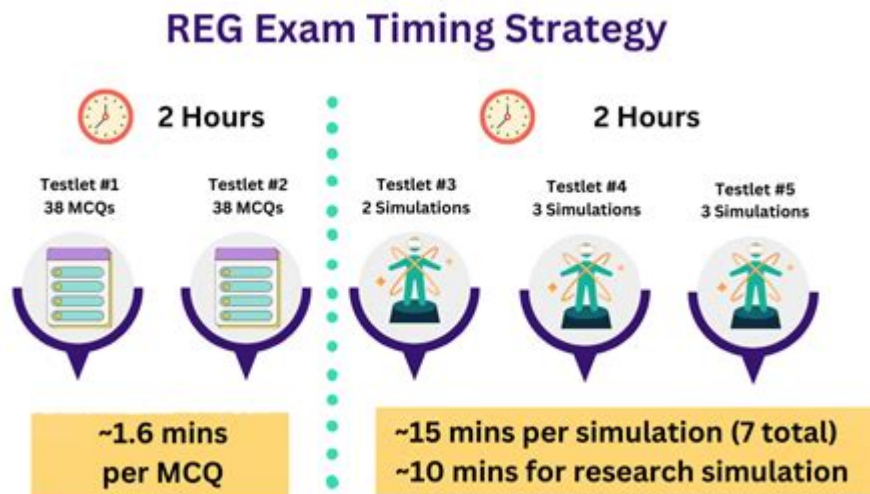 REG Exam Timing Strategy
2 Hours
2 Hours
Testlet #1
38 MCQs
Testlet #2
38 MCQs
Testlet #3
2 Simulations
Testlet #4
3 Simulations
Testlet #5
3 Simulations
~1.6 mins
per MCQ
~15 mins per simulation (7 total)
~10 mins for research simulation